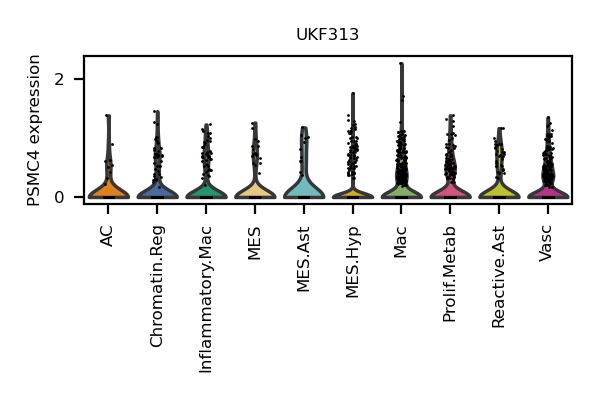 UKF313
PSMC4 expression
2
0
AC
Chromatin.Reg
Inflammatory.Mac
MES
MES.Ast
MES.Hyp
Mac
Prolif.Metab
Reactive.Ast
Vasc